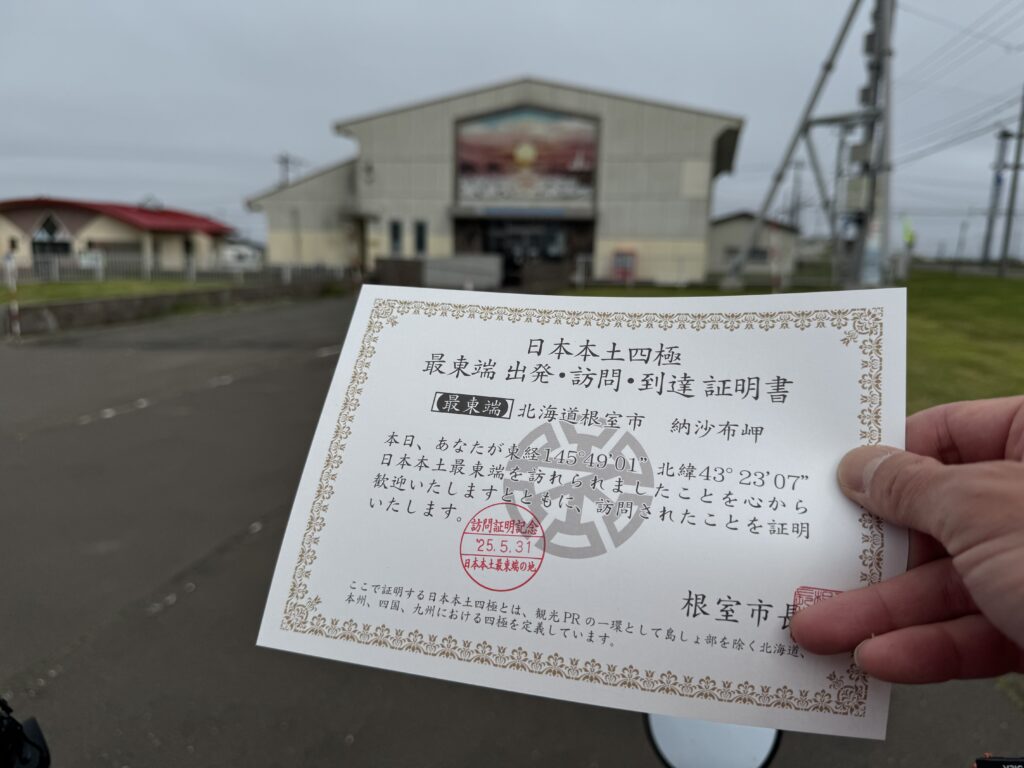 日本本土四極
最東端 出発・訪問・到達 証明書
【最東端】北海道根室市 納沙布岬
本日、あなたが東経145°49'01" 北緯43°23'07"
日本本土最東端を訪れられましたことを心から
歓迎いたしますとともに、訪問されたことを証明
いたします。
訪問証明記念
'25.5.31
日本本土最東端の地
根室市長
ここで証明する日本本土四極とは、観光PRの一環として島しょ部を除く北海道、
本州、四国、九州における四極を定義しています。